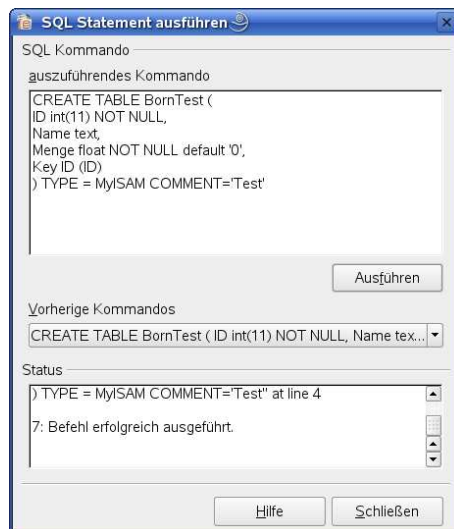 SQL Statement ausführen
SQL Kommando
auszuführendes Kommando
CREATE TABLE BornTest (
ID int(11) NOT NULL,
Name text,
Menge float NOT NULL default '0',
Key ID (ID)
) TYPE = MyISAM COMMENT='Test'
Ausführen
Vorherige Kommandos
CREATE TABLE BornTest ( ID int(11) NOT NULL, Name tex...
Status
) TYPE = MyISAM COMMENT='Test'' at line 4
7: Befehl erfolgreich ausgeführt.
Hilfe
Schließen